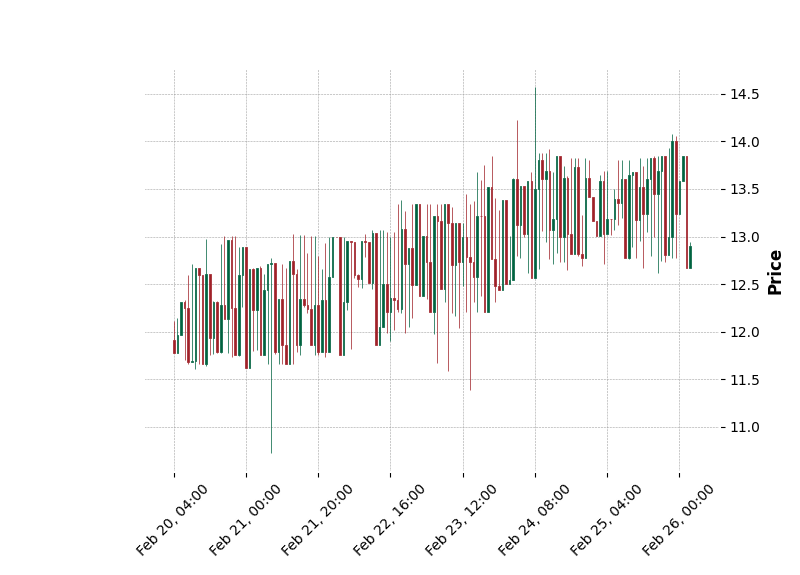 14.5
14.0
13.5
13.0
12.5
12.0
11.5
11.0
Price
Feb 20, 04:00
Feb 21, 00:00
Feb 21, 20:00
Feb 22, 16:00
Feb 23, 12:00
Feb 24, 08:00
Feb 25, 04:00
Feb 26, 00:00